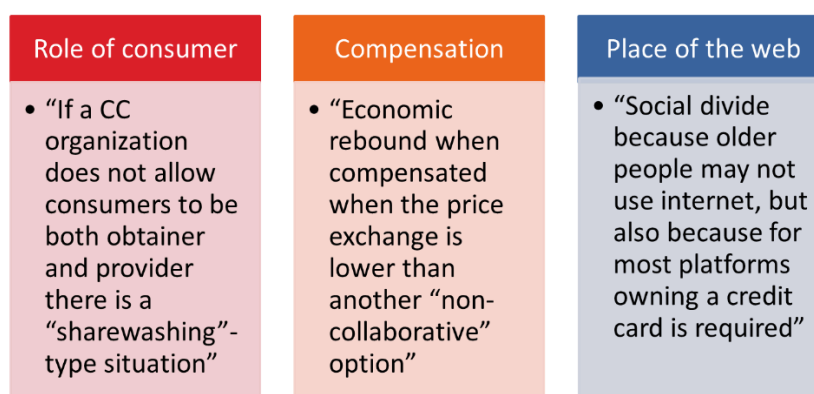 Role of consumer
• “If a CC
organization
does not allow
consumers to be
both obtainer
and provider
there is a
“sharewashing”-
type situation”
Compensation
• “Economic
rebound when
compensated
when the price
exchange is
lower than
another “non-
collaborative”
option”
Place of the web
• “Social divide
because older
people may not
use internet, but
also because for
most platforms
owning a credit
card is required”